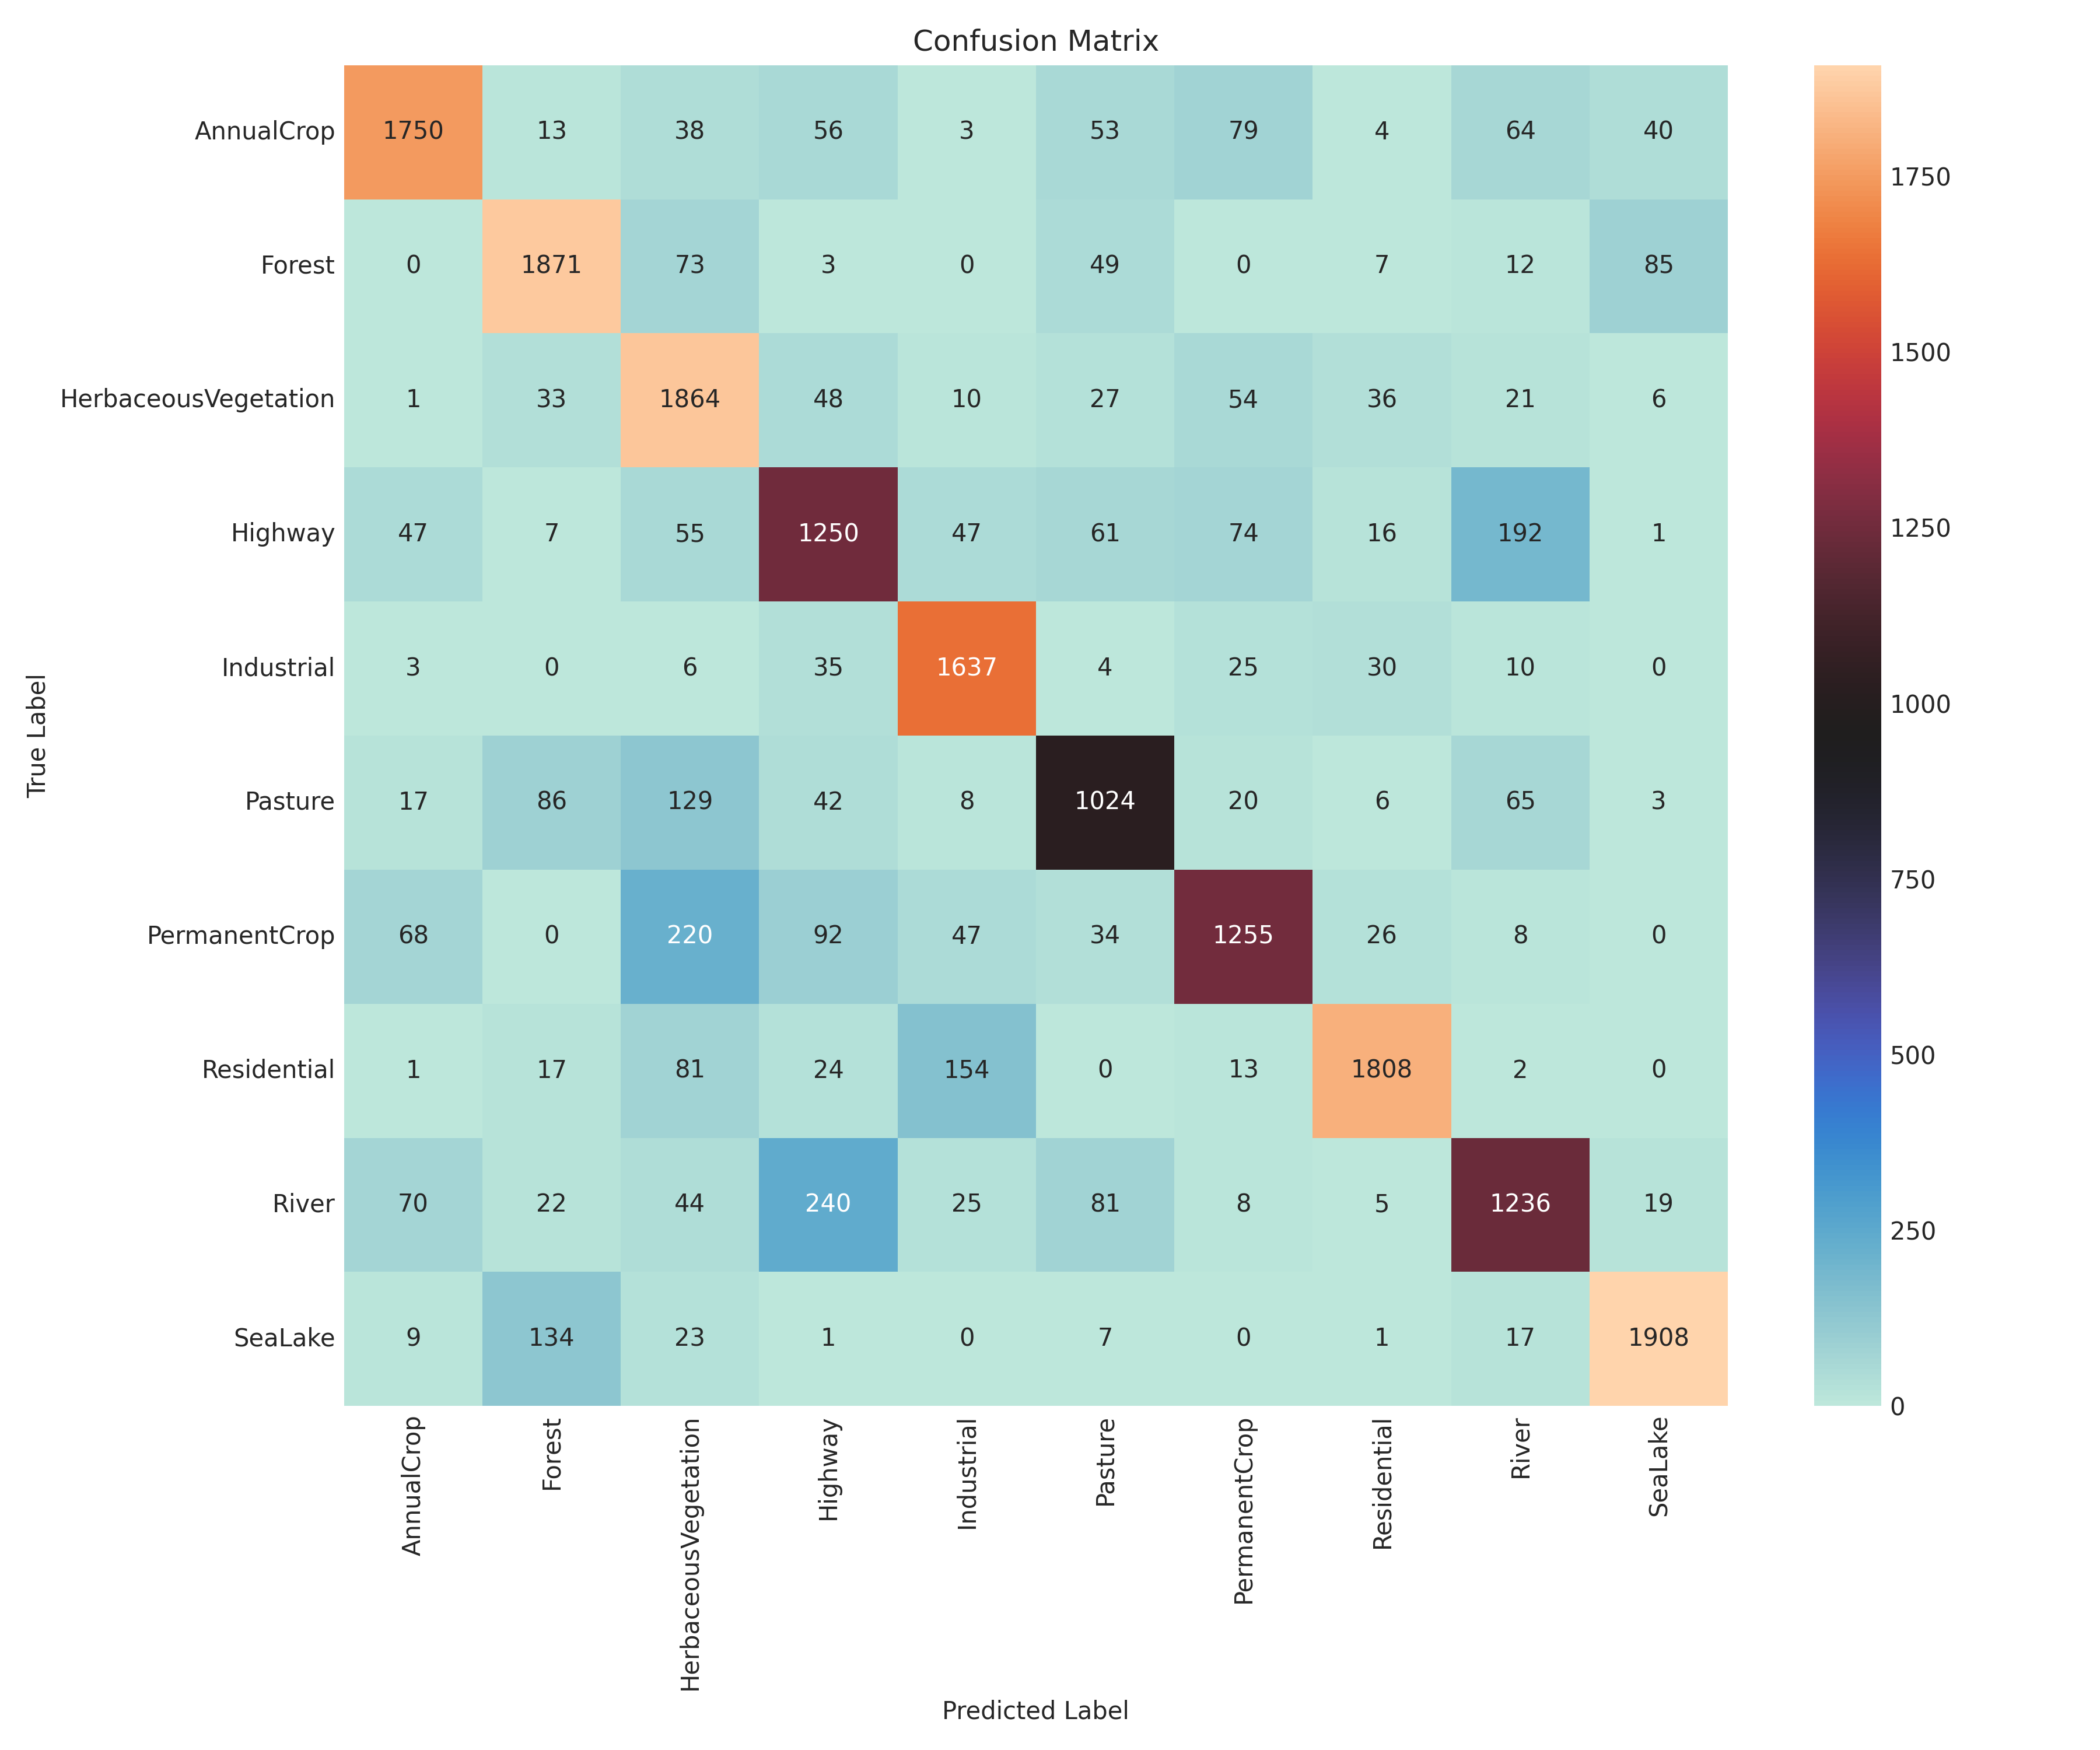 Confusion Matrix
AnnualCrop 1750 13 38 56 3 53 79 4 64 40
Forest 0 1871 73 3 0 49 0 7 12 85
HerbaceousVegetation 1 33 1864 48 10 27 54 36 21 6
Highway 47 7 55 1250 47 61 74 16 192 1
Industrial 3 0 6 35 1637 4 25 30 10 0
Pasture 17 86 129 42 8 1024 20 6 65 3
PermanentCrop 68 0 220 92 47 34 1255 26 8 0
Residential 1 17 81 24 154 0 13 1808 2 0
River 70 22 44 240 25 81 8 5 1236 19
SeaLake 9 134 23 1 0 7 0 1 17 1908
True Label
AnnualCrop
Forest
HerbaceousVegetation
Highway
Industrial
Pasture
PermanentCrop
Residential
River
SeaLake
Predicted Label
1750
1500
1250
1000
750
500
250
0